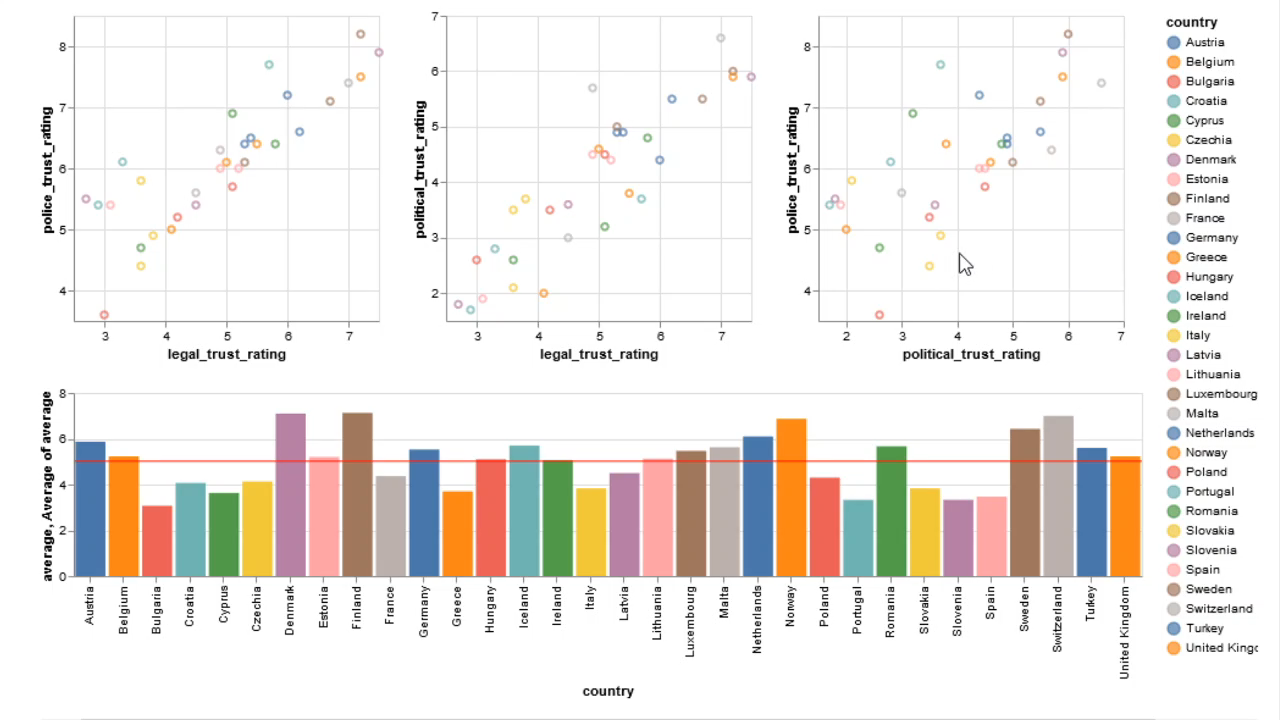 police_trust_rating
8
7
6
5
4
3
4
5
6
7
legal_trust_rating
political_trust_rating
7
6
5
4
3
2
3
4
5
6
7
legal_trust_rating
police_trust_rating
8
7
6
5
4
2
3
4
5
6
7
political_trust_rating
country
Austria
Belgium
Bulgaria
Croatia
Cyprus
Czechia
Denmark
Estonia
Finland
France
Germany
Greece
Hungary
Iceland
Ireland
Italy
Latvia
Lithuania
Luxembourg
Malta
Netherlands
Norway
Poland
Portugal
Romania
Slovakia
Slovenia
Spain
Sweden
Switzerland
Turkey
United Kingd
average, Average of average
8
6
4
2
0
Austria
Belgium
Bulgaria
Croatia
Cyprus
Czechia
Denmark
Estonia
Finland
France
Germany
Greece
Hungary
Iceland
Ireland
Italy
Latvia
Lithuania
Luxembourg
Malta
Netherlands
Norway
Poland
Portugal
Romania
Slovakia
Slovenia
Spain
Sweden
Switzerland
Turkey
United Kingdom
country